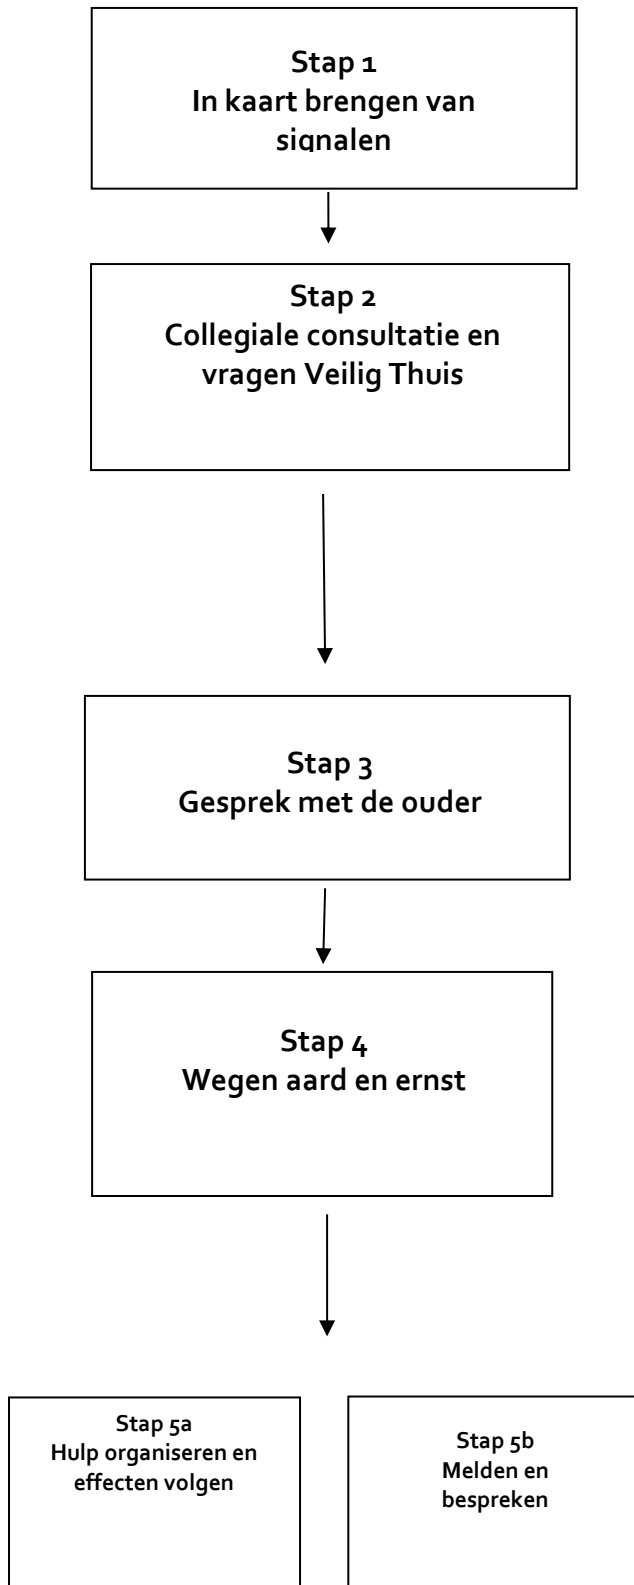 Stap 1
In kaart brengen van
signalen
Stap 2
Collegiale consultatie en
vragen Veilig Thuis
Stap 3
Gesprek met de ouder
Stap 4
Wegen aard en ernst
Stap 5a
Hulp organiseren en
effecten volgen
Stap 5b
Melden en
bespreken